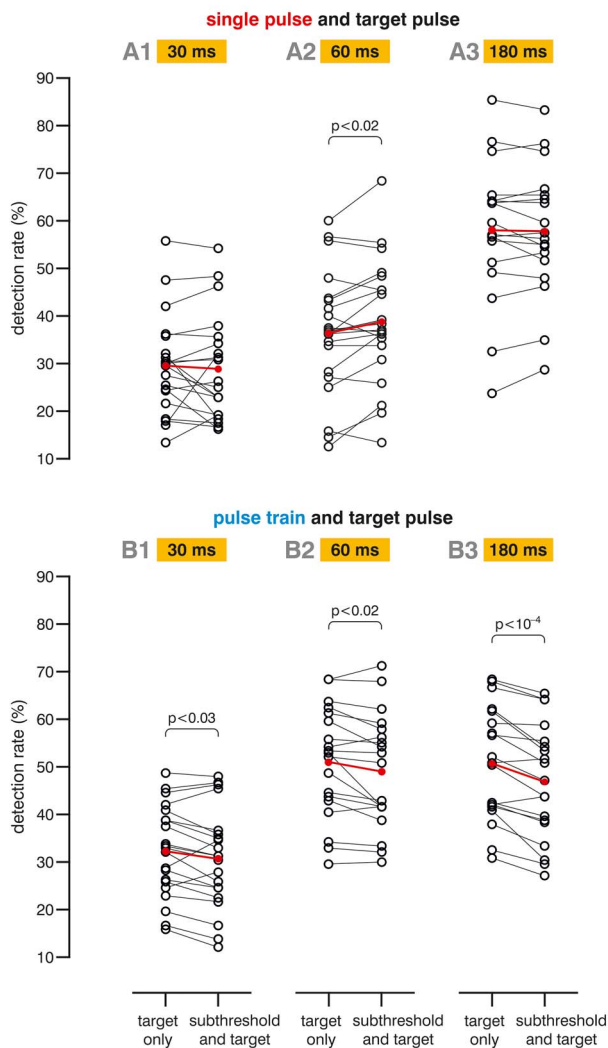 single pulse and target pulse
A1 30 ms A2 60 ms A3 180 ms
90
80
70
60
50
40
30
20
10
detection rate (%)
p<0.02
pulse train and target pulse
B1 30 ms B2 60 ms B3 180 ms
90
80
70
60
50
40
30
20
10
detection rate (%)
p<0.03
p<0.02
p<10⁻⁴
target only
subthreshold and target
target only
subthreshold and target
target only
subthreshold and target